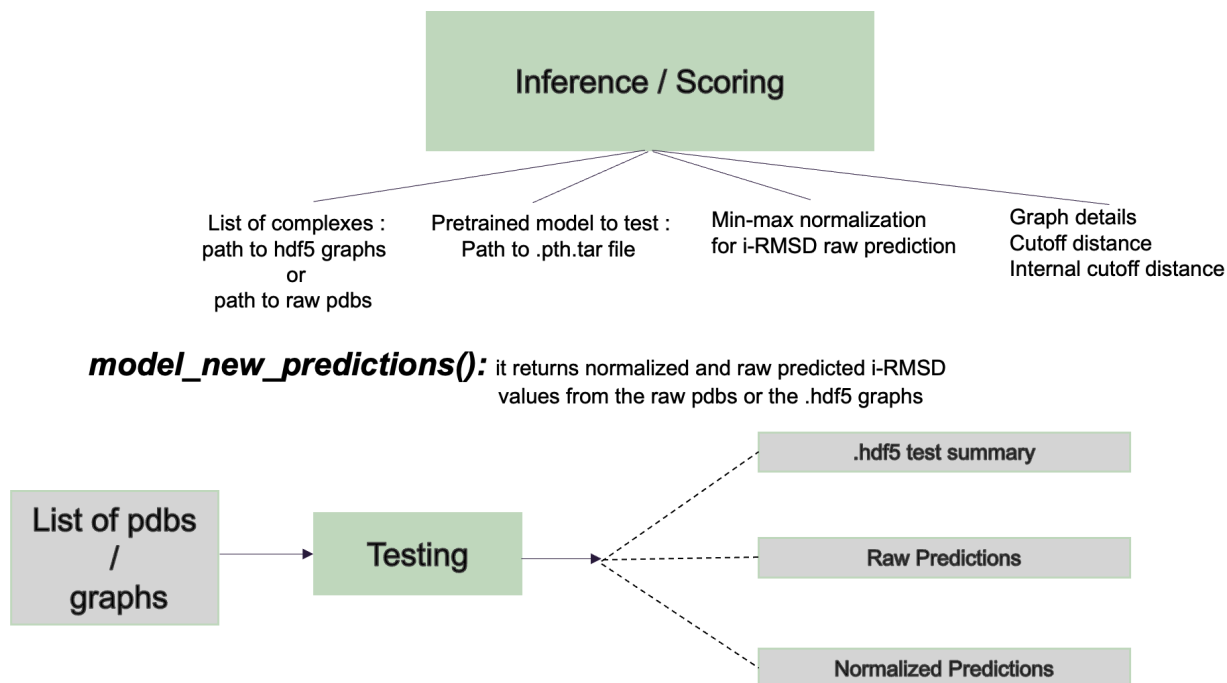 Inference / Scoring
List of complexes :
path to hdf5 graphs
or
path to raw pdbs
Pretrained model to test :
Path to .pth.tar file
Min-max normalization
for i-RMSD raw prediction
Graph details
Cutoff distance
Internal cutoff distance
model_new_predictions(): it returns normalized and raw predicted i-RMSD
values from the raw pdbs or the .hdf5 graphs
List of pdbs
/
graphs
Testing
.hdf5 test summary
Raw Predictions
Normalized Predictions